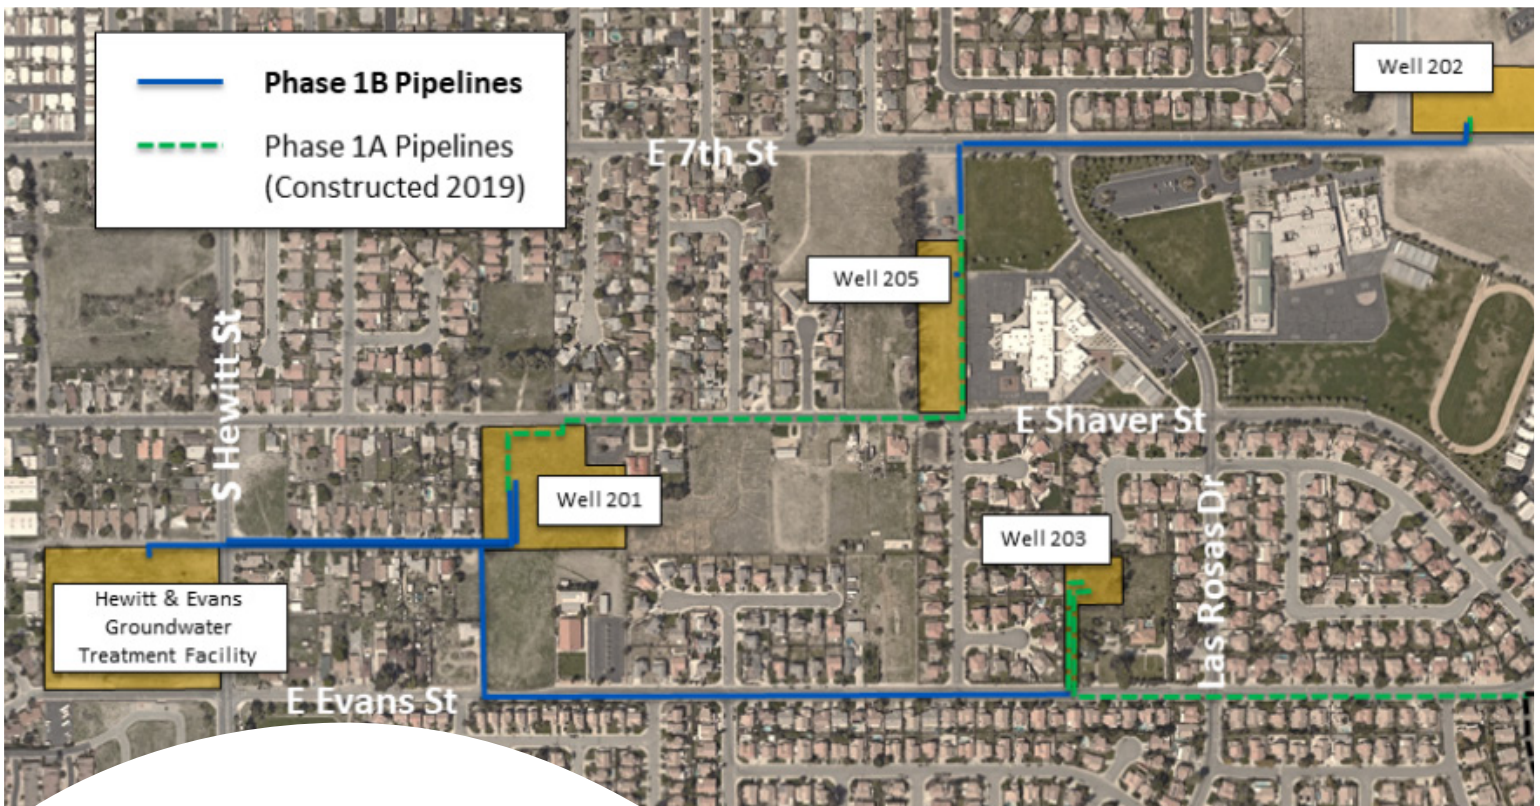 Phase 1B Pipelines
Phase 1A Pipelines
(Constructed 2019)
Well 202
E 7th St
Well 205
S Hewitt St
E Shaver St
Well 201
Well 203
Las Rosas Dr
Hewitt & Evans
Groundwater
Treatment Facility
E Evans St